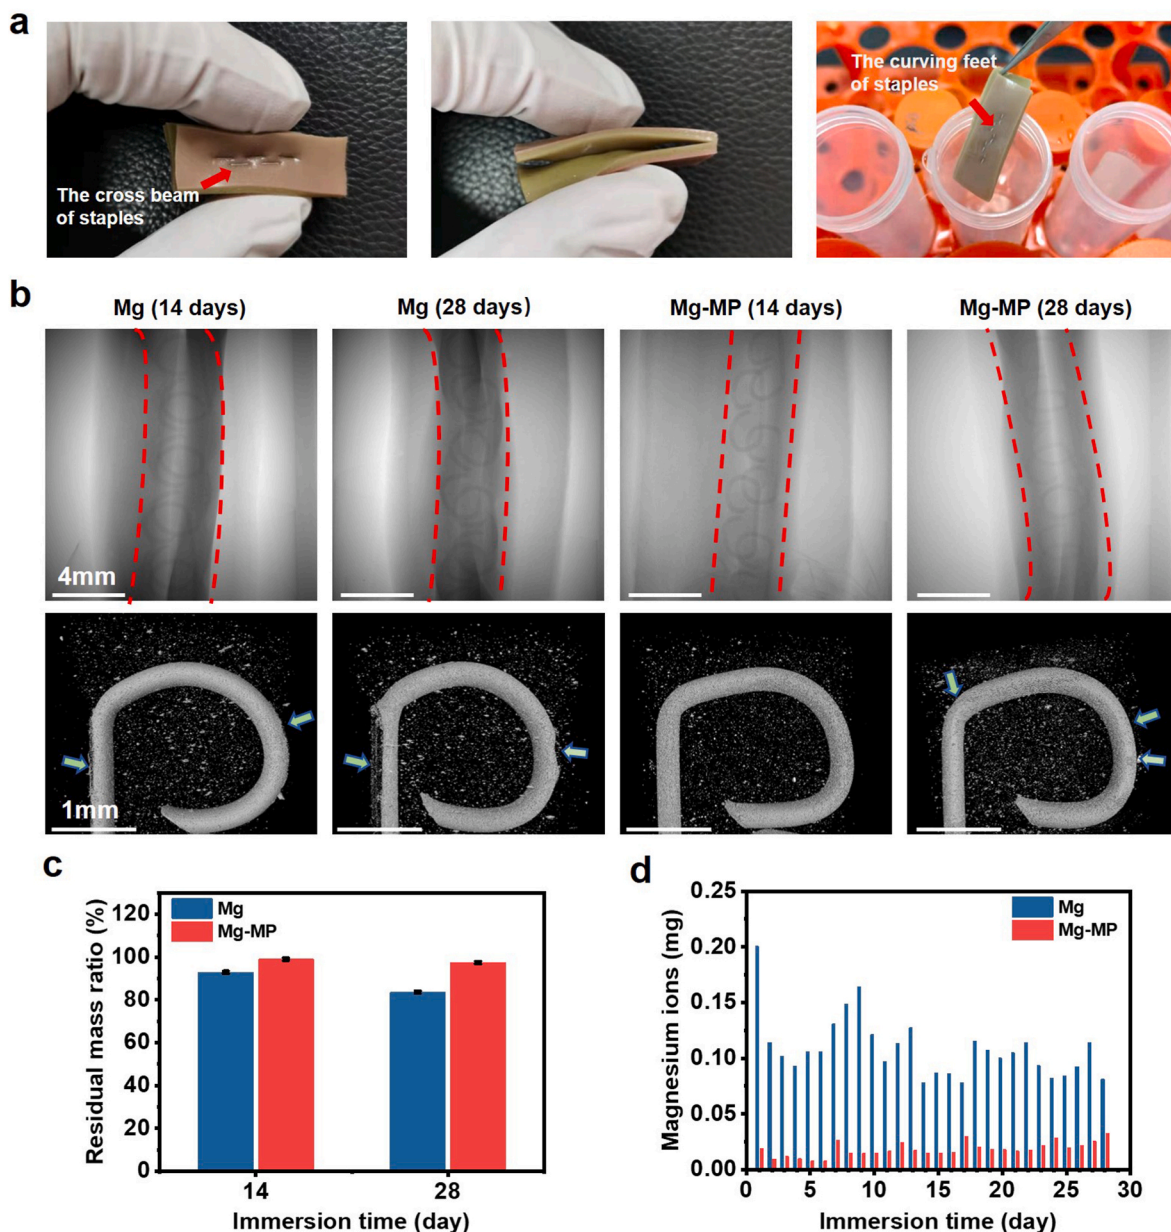 a
The cross beam
of staples
The curving feet
of staples
b
Mg (14 days)
Mg (28 days)
Mg-MP (14 days)
Mg-MP (28 days)
4mm
1mm
c
Residual mass ratio (%)
120
100
80
60
40
20
0
Mg
Mg-MP
14
28
Immersion time (day)
d
Magnesium ions (mg)
0.25
0.20
0.15
0.10
0.05
0.00
Mg
Mg-MP
0
5
10
15
20
25
30
Immersion time (day)